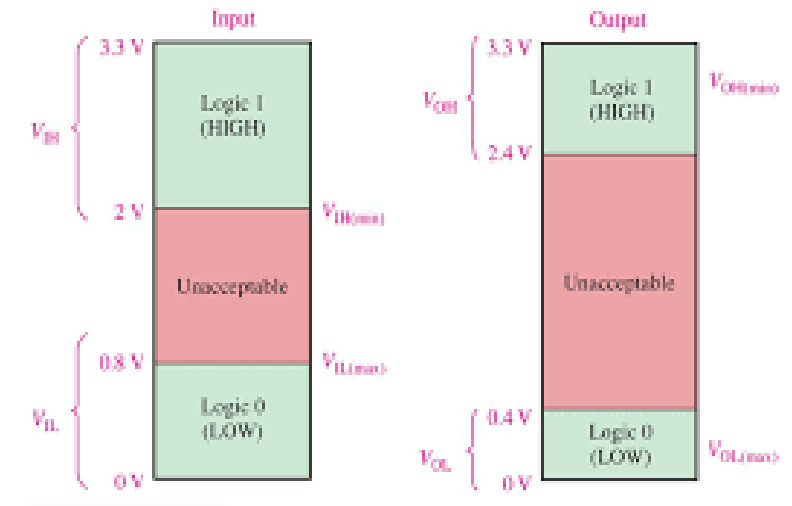 Input
3.3 V
Logic 1
(HIGH)
V_IH
2 V
V_IH(min)
Unacceptable
0.8 V
V_IL(max)
Logic 0
(LOW)
V_IL
0 V
Output
3.3 V
Logic 1
(HIGH)
V_OH
V_OH(min)
2.4 V
Unacceptable
0.4 V
Logic 0
(LOW)
V_OL
V_OL(max)
0 V